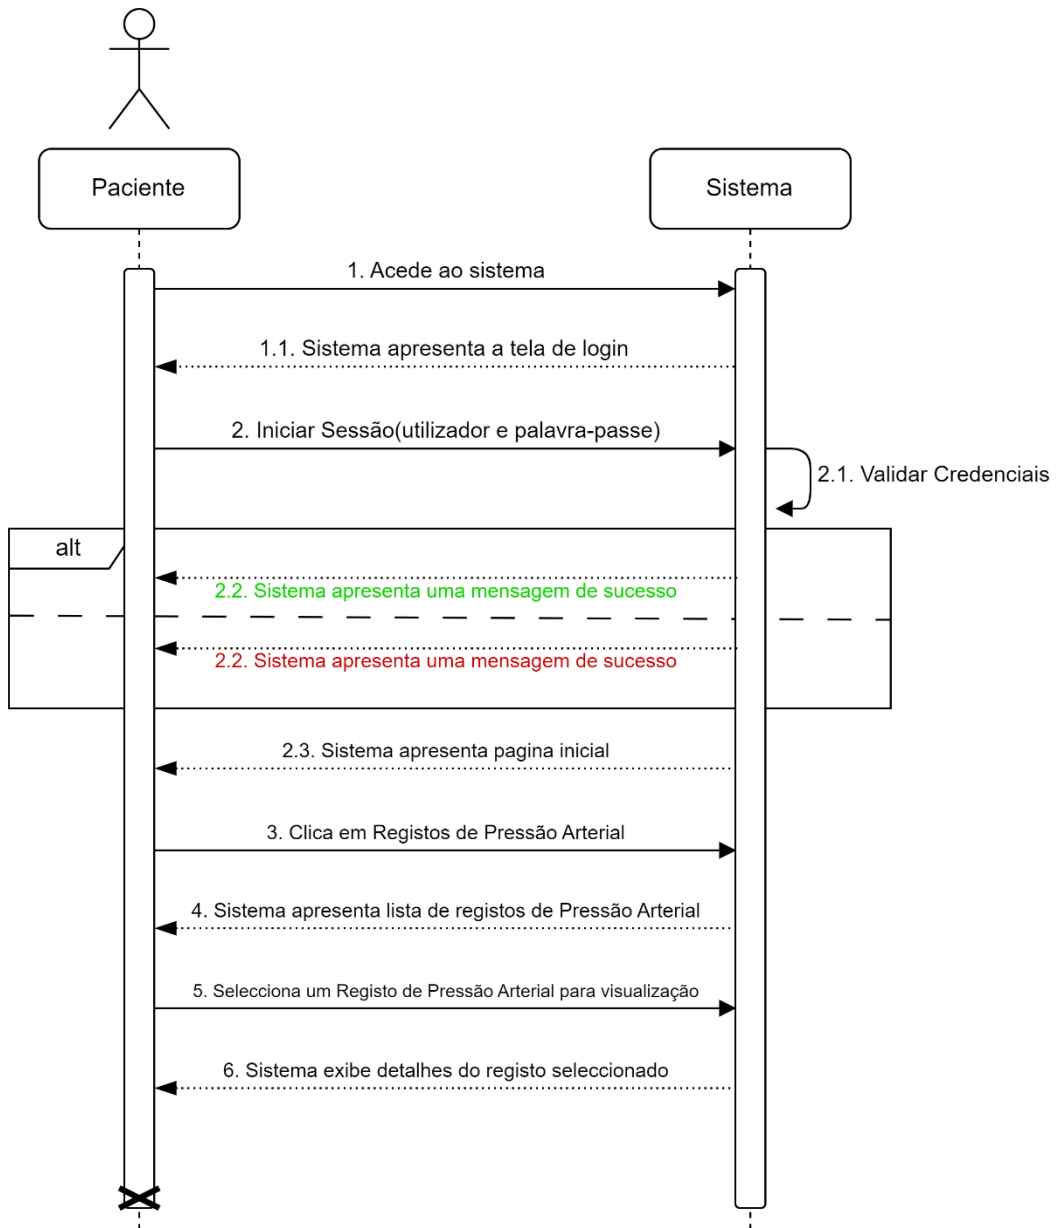 Paciente
Sistema
1. Acede ao sistema
1.1. Sistema apresenta a tela de login
2. Iniciar Sessão(utilizador e palavra-passe)
2.1. Validar Credenciais
alt
2.2. Sistema apresenta uma mensagem de sucesso
2.2. Sistema apresenta uma mensagem de sucesso
2.3. Sistema apresenta pagina inicial
3. Clica em Registos de Pressão Arterial
4. Sistema apresenta lista de registos de Pressão Arterial
5. Selecciona um Registo de Pressão Arterial para visualização
6. Sistema exibe detalhes do registo seleccionado